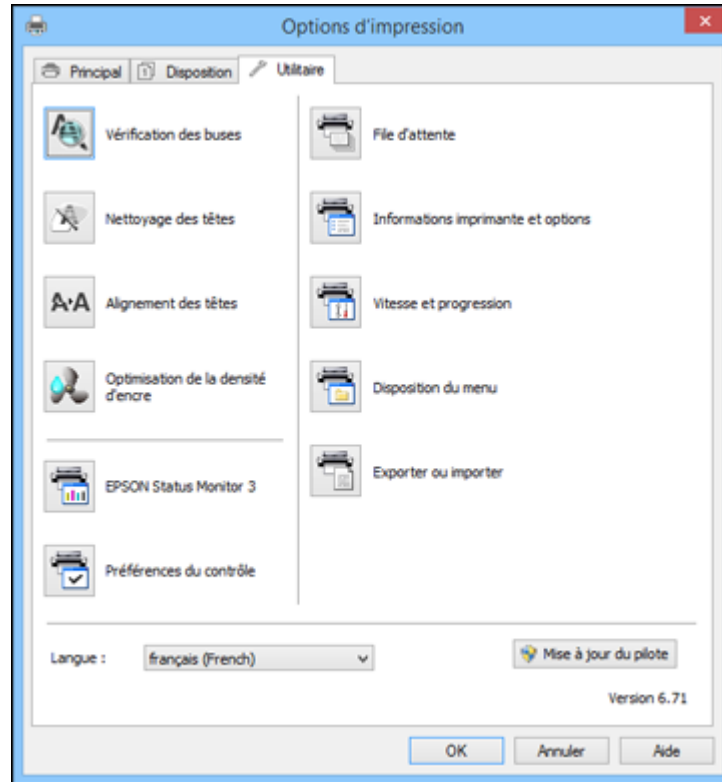 Options d'impression
Principal
Disposition
Utilitaire
Vérification des buses
Nettoyage des têtes
A A
Alignement des têtes
Optimisation de la densité
d'encre
EPSON Status Monitor 3
Préférences du contrôle
File d'attente
Informations imprimante et options
Vitesse et progression
Disposition du menu
Exporter ou importer
Langue :
français (French)
Mise à jour du pilote
Version 6.71
OK
Annuler
Aide